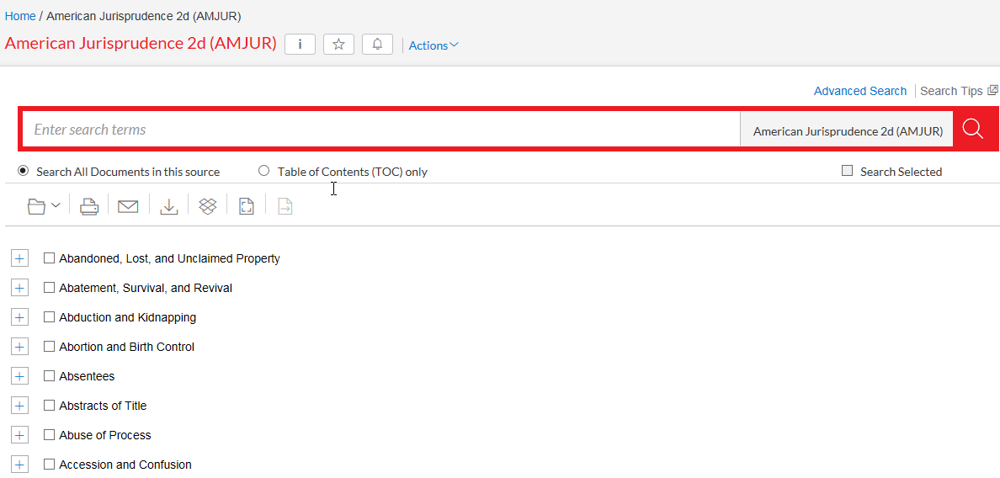 Home / American Jurisprudence 2d (AMJUR)
American Jurisprudence 2d (AMJUR) i Actions
Advanced Search Search Tips
Enter search terms American Jurisprudence 2d (AMJUR)
Search All Documents in this source Table of Contents (TOC) only Search Selected
Abandoned, Lost, and Unclaimed Property
Abatement, Survival, and Revival
Abduction and Kidnapping
Abortion and Birth Control
Absentees
Abstracts of Title
Abuse of Process
Accession and Confusion